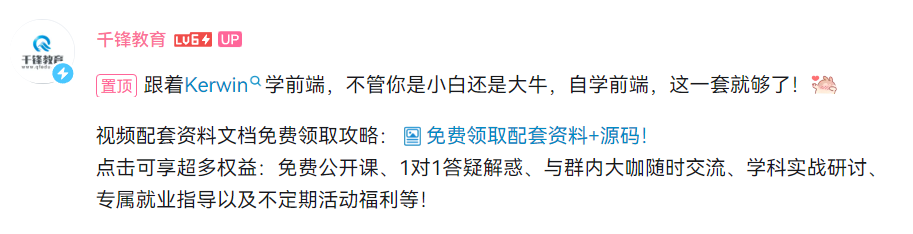 千锋教育
www.qfedu
千锋教育 LV6 UP
置顶 跟着Kerwin学前端，不管你是小白还是大牛，自学前端，这一套就够了！
视频配套资料文档免费领取攻略： 免费领取配套资料+源码!
点击可享超多权益：免费公开课、1对1答疑解惑、与群内大咖随时交流、学科实战研讨、
专属就业指导以及不定期活动福利等！